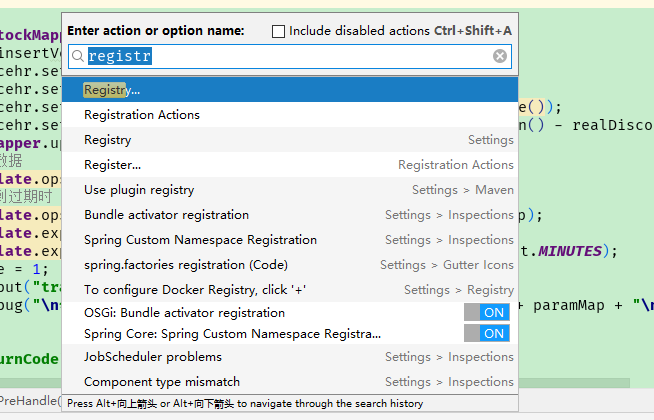 Enter action or option name:
Include disabled actions Ctrl+Shift+A
registr
Registry...
Registration Actions
Registry Settings
Register... Registration Actions
Use plugin registry Settings > Maven
Bundle activator registration Settings > Inspections
Spring Custom Namespace Registration Settings > Inspections
spring.factories registration (Code) Settings > Gutter Icons
To configure Docker Registry, click '+' Settings > Registry
OSGi: Bundle activator registration ON
Spring Core: Spring Custom Namespace Registra... ON
JobScheduler problems Settings > Inspections
Component type mismatch Settings > Inspections
Press Alt+向上箭头 or Alt+向下箭头 to navigate through the search history
tockMapp
insertVo
cehr.set
cehr.set
cehr.set e());
cehr.set n() - realDisco
apper.up
数据
late.ops
到过期时
late.ops p);
late.exp
late.exp t.MINUTES);
e = 1;
put("tra
bug("\n + paramMap + "\n
urnCode
PreHandle(